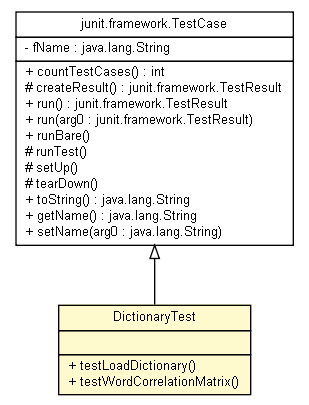 junit.framework.TestCase
- fName : java.lang.String
+ countTestCases() : int
# createResult() : junit.framework.TestResult
+ run() : junit.framework.TestResult
+ run(arg0 : junit.framework.TestResult)
+ runBare()
# runTest()
# setUp()
# tearDown()
+ toString() : java.lang.String
+ getName() : java.lang.String
+ setName(arg0 : java.lang.String)
DictionaryTest
+ testLoadDictionary()
+ testWordCorrelationMatrix()